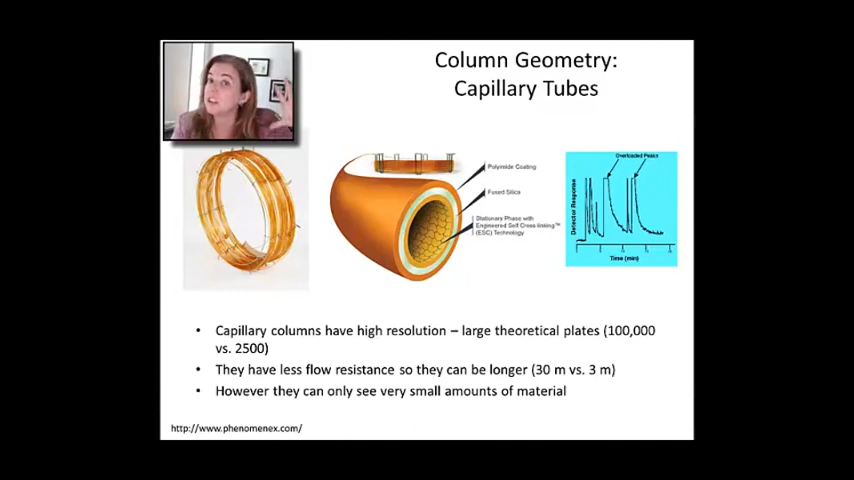 Column Geometry:
Capillary Tubes
Polyimide Coating
Fused Silica
Stationary Phase with
Engineered Self Cross-linking™
(ESC) Technology
Overloaded Peaks
Detector Response
Time (min)
• Capillary columns have high resolution – large theoretical plates (100,000
vs. 2500)
• They have less flow resistance so they can be longer (30 m vs. 3 m)
• However they can only see very small amounts of material
http://www.phenomenex.com/